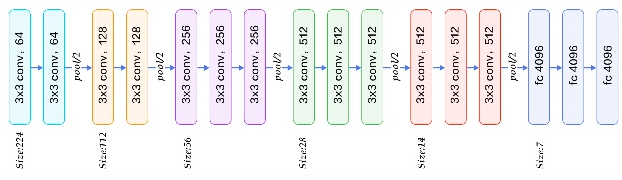 3x3 conv, 64
3x3 conv, 64
pool/2
3x3 conv, 128
3x3 conv, 128
pool/2
3x3 conv, 256
3x3 conv, 256
3x3 conv, 256
pool/2
3x3 conv, 512
3x3 conv, 512
3x3 conv, 512
pool/2
3x3 conv, 512
3x3 conv, 512
3x3 conv, 512
pool/2
fc 4096
fc 4096
fc 4096
Size:224
Size:112
Size:56
Size:28
Size:14
Size:7